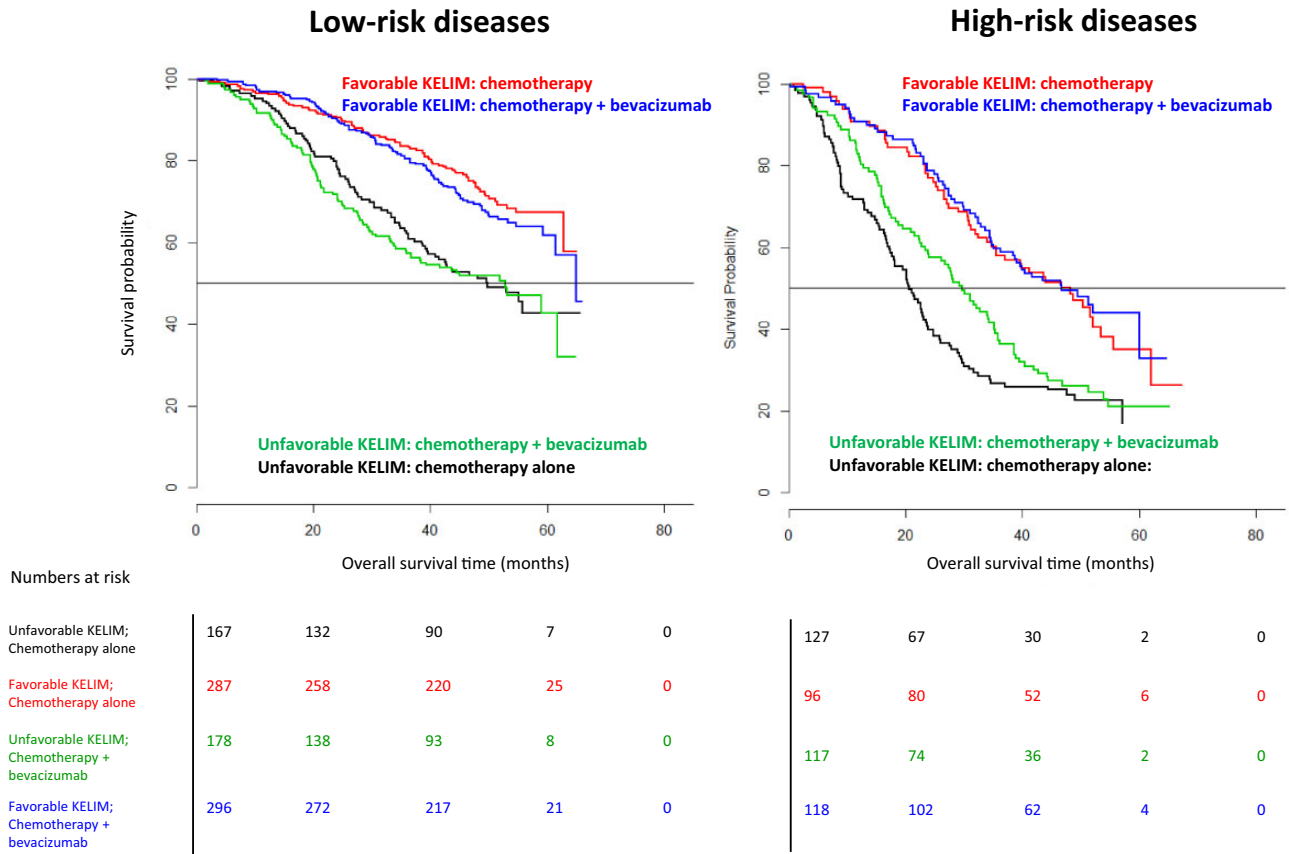 Low-risk diseases
High-risk diseases
Favorable KELIM: chemotherapy
Favorable KELIM: chemotherapy + bevacizumab
Survival probability
100
80
60
40
20
0
Unfavorable KELIM: chemotherapy + bevacizumab
Unfavorable KELIM: chemotherapy alone
0 20 40 60 80
Overall survival time (months)
Favorable KELIM: chemotherapy
Favorable KELIM: chemotherapy + bevacizumab
Survival Probability
100
80
60
40
20
0
Unfavorable KELIM: chemotherapy + bevacizumab
Unfavorable KELIM: chemotherapy alone:
0 20 40 60 80
Overall survival time (months)
Numbers at risk
Unfavorable KELIM;
Chemotherapy alone
167 132 90 7 0
127 67 30 2 0
Favorable KELIM;
Chemotherapy alone
287 258 220 25 0
96 80 52 6 0
Unfavorable KELIM;
Chemotherapy +
bevacizumab
178 138 93 8 0
117 74 36 2 0
Favorable KELIM;
Chemotherapy +
bevacizumab
296 272 217 21 0
118 102 62 4 0